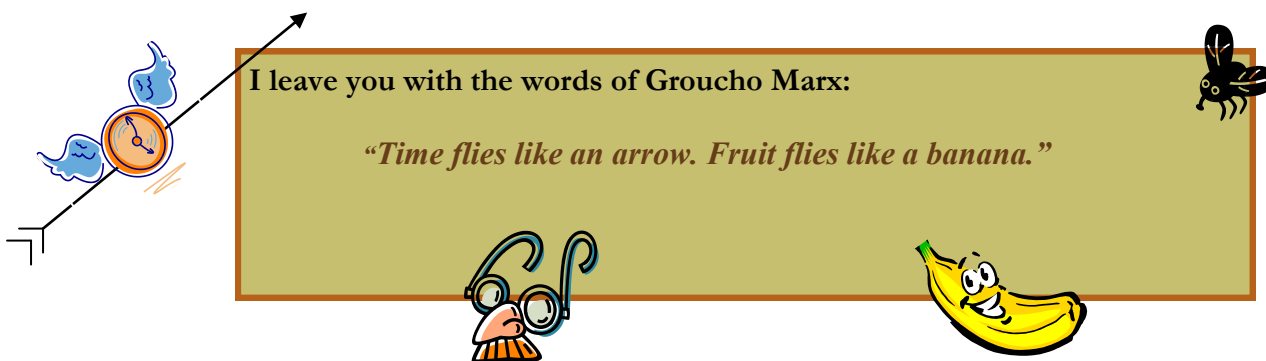 I leave you with the words of Groucho Marx:
“Time flies like an arrow. Fruit flies like a banana.”